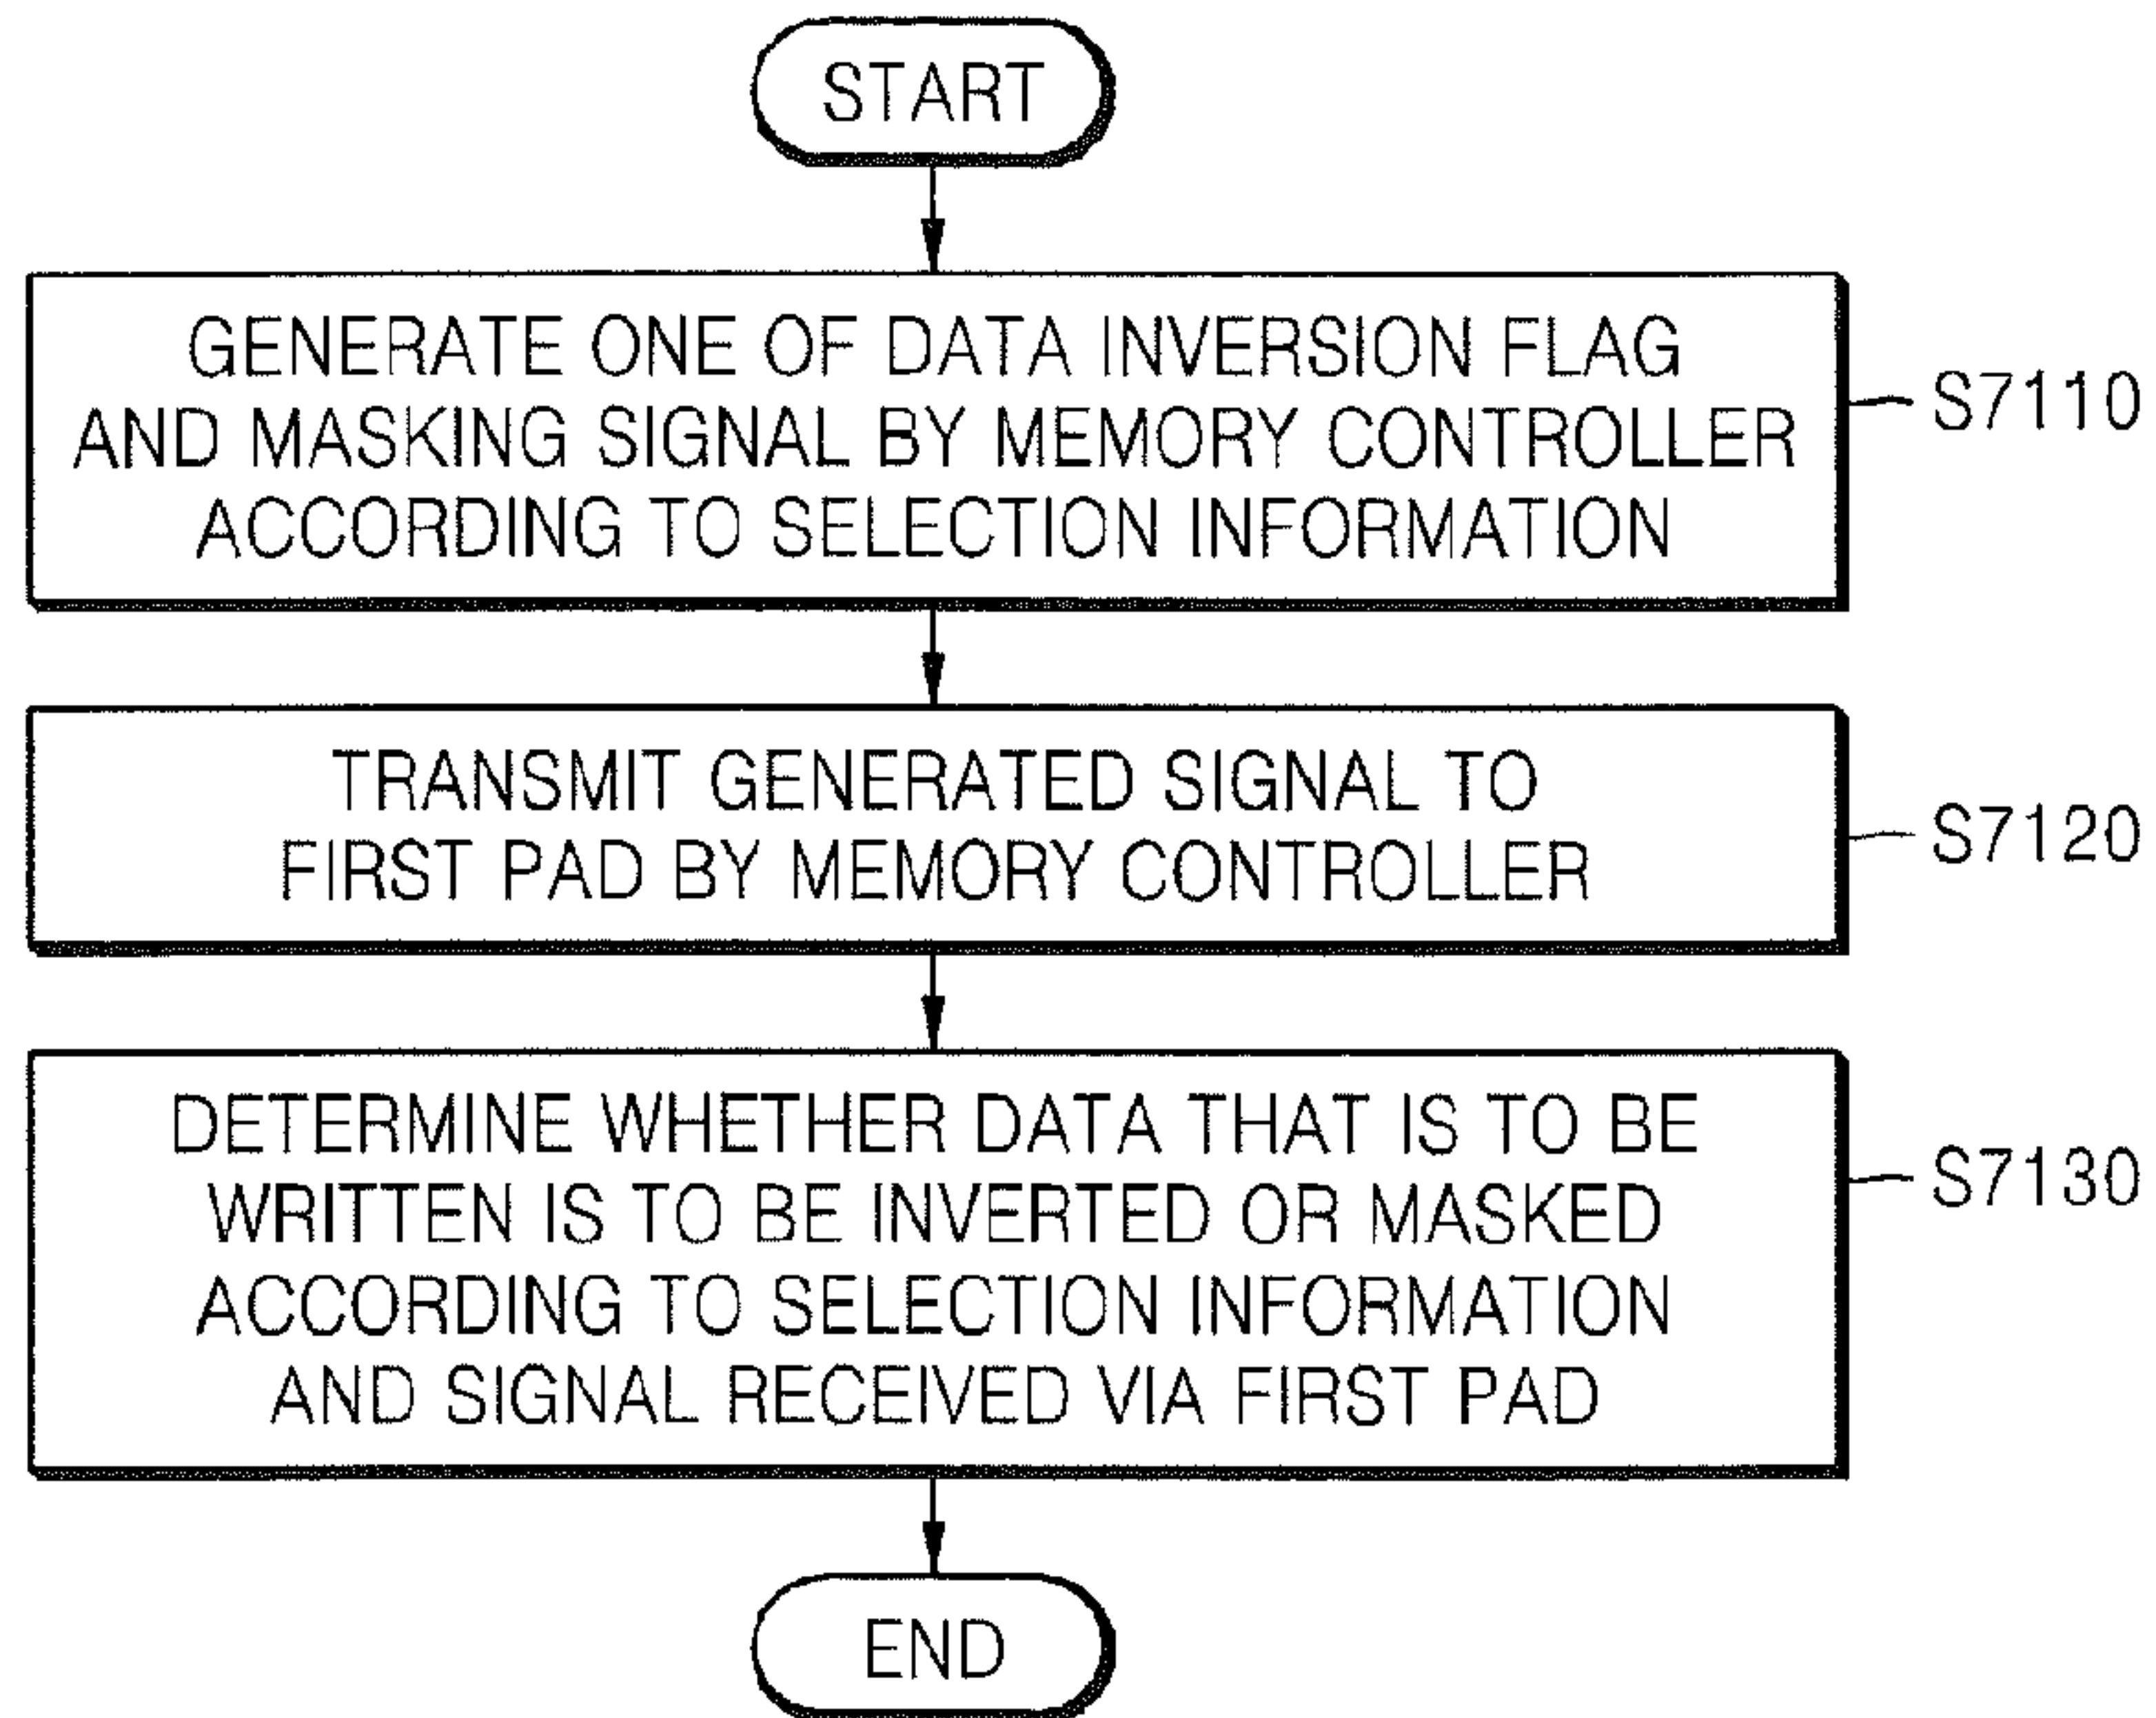 START
GENERATE ONE OF DATA INVERSION FLAG
AND MASKING SIGNAL BY MEMORY CONTROLLER
ACCORDING TO SELECTION INFORMATION
S7110
TRANSMIT GENERATED SIGNAL TO
FIRST PAD BY MEMORY CONTROLLER
S7120
DETERMINE WHETHER DATA THAT IS TO BE
WRITTEN IS TO BE INVERTED OR MASKED
ACCORDING TO SELECTION INFORMATION
AND SIGNAL RECEIVED VIA FIRST PAD
S7130
END